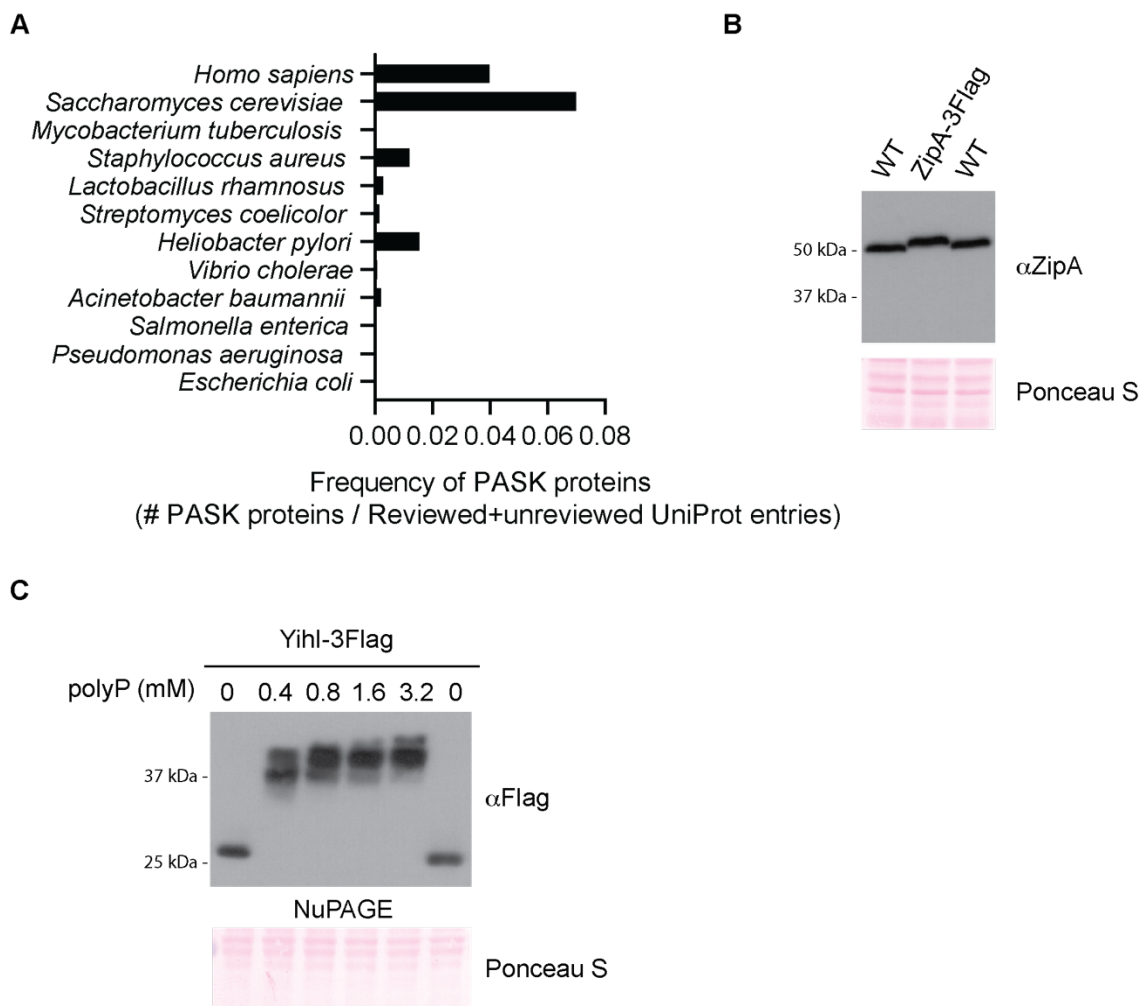 A
Homo sapiens
Saccharomyces cerevisiae
Mycobacterium tuberculosis
Staphylococcus aureus
Lactobacillus rhamnosus
Streptomyces coelicolor
Heliobacter pylori
Vibrio cholerae
Acinetobacter baumannii
Salmonella enterica
Pseudomonas aeruginosa
Escherichia coli
0.00 0.02 0.04 0.06 0.08
Frequency of PASK proteins
(# PASK proteins / Reviewed+unreviewed UniProt entries)
B
WT ZipA-3Flag WT
50 kDa -
37 kDa -
αZipA
Ponceau S
C
YihI-3Flag
polyP (mM) 0 0.4 0.8 1.6 3.2 0
37 kDa -
25 kDa -
αFlag
NuPAGE
Ponceau S